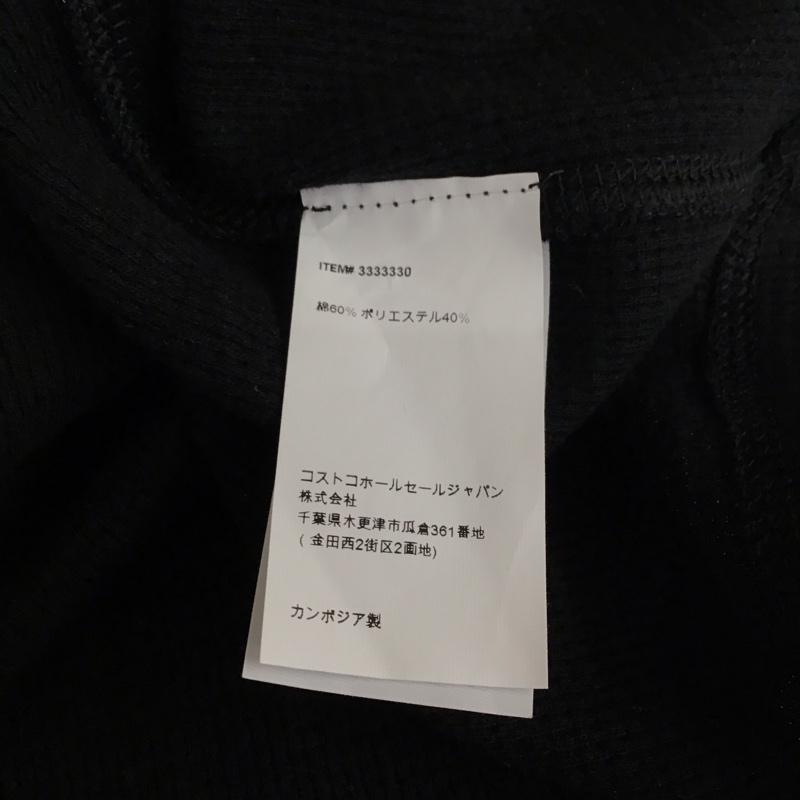 ITEM# 3333330
綿60% ポリエステル40%
コストコホールセールジャパン
株式会社
千葉県木更津市瓜倉361番地
( 金田西2街区2画地)
カンボジア製